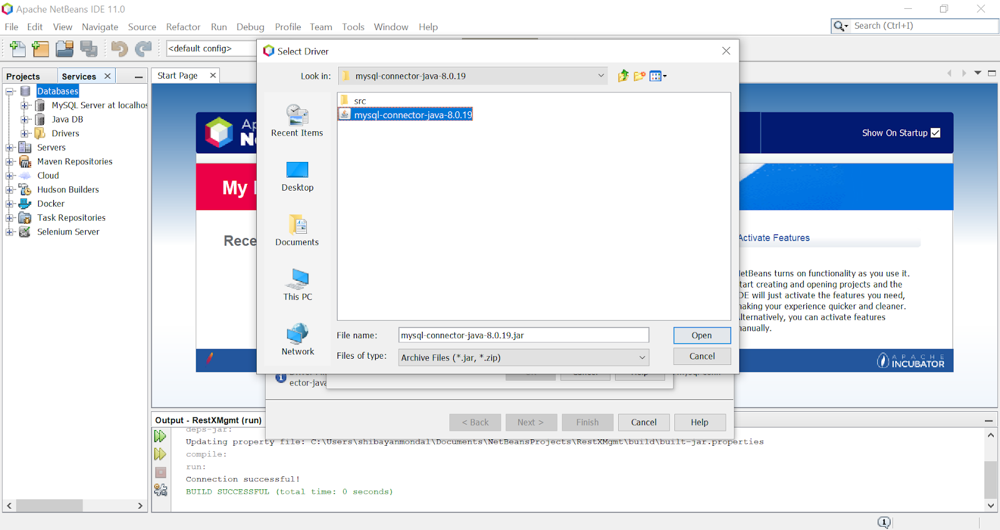 Apache NetBeans IDE 11.0
File Edit View Navigate Source Refactor Run Debug Profile Team Tools Window Help
Search (Ctrl+I)
<default config>
Projects
Services
Start Page
Databases
MySQL Server at localhos
Java DB
Drivers
Servers
Maven Repositories
Cloud
Hudson Builders
Docker
Task Repositories
Selenium Server
Select Driver
Look in:
mysql-connector-java-8.0.19
src
mysql-connector-java-8.0.19
Recent Items
Desktop
Documents
This PC
Network
File name:
mysql-connector-java-8.0.19.jar
Open
Files of type:
Archive Files (*.jar, *.zip)
Cancel
Show On Startup
My
Rece
Activate Features
etBeans turns on functionality as you use it.
tart creating and opening projects and the
DE will just activate the features you need,
aking your experience quicker and cleaner.
lternatively, you can activate features
anually.
APACHE
INCUBATOR
ector-java
< Back
Next >
Finish
Cancel
Help
Output - RestXMgmt (run)
deps-jar:
Updating property file: C:\Users\shibayanmondal\Documents\NetBeansProjects\RestXMgmt\build\built-jar.properties
compile:
run:
Connection successful!
BUILD SUCCESSFUL (total time: 0 seconds)
1